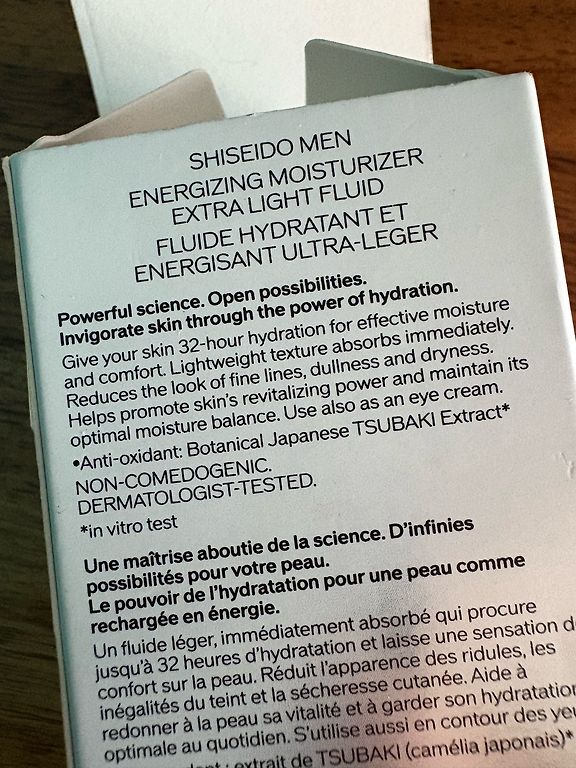 SHISEIDO MEN
ENERGIZING MOISTURIZER
EXTRA LIGHT FLUID
FLUIDE HYDRATANT ET
ENERGISANT ULTRA-LEGER
Powerful science. Open possibilities.
Invigorate skin through the power of hydration.
Give your skin 32-hour hydration for effective moisture
and comfort. Lightweight texture absorbs immediately.
Reduces the look of fine lines, dullness and dryness.
Helps promote skin's revitalizing power and maintain its
optimal moisture balance. Use also as an eye cream.
•Anti-oxidant: Botanical Japanese TSUBAKI Extract*
NON-COMEDOGENIC.
DERMATOLOGIST-TESTED.
*in vitro test
Une maîtrise aboutie de la science. D'infinies
possibilités pour votre peau.
Le pouvoir de l'hydratation pour une peau comme
rechargée en énergie.
Un fluide léger, immédiatement absorbé qui procure
jusqu'à 32 heures d'hydratation et laisse une sensation d
confort sur la peau. Réduit l'apparence des ridules, les
inégalités du teint et la sécheresse cutanée. Aide à
redonner à la peau sa vitalité et à garder son hydratation
optimale au quotidien. S'utilise aussi en contour des yeu
: extrait de TSUBAKI (camélia japonais)*